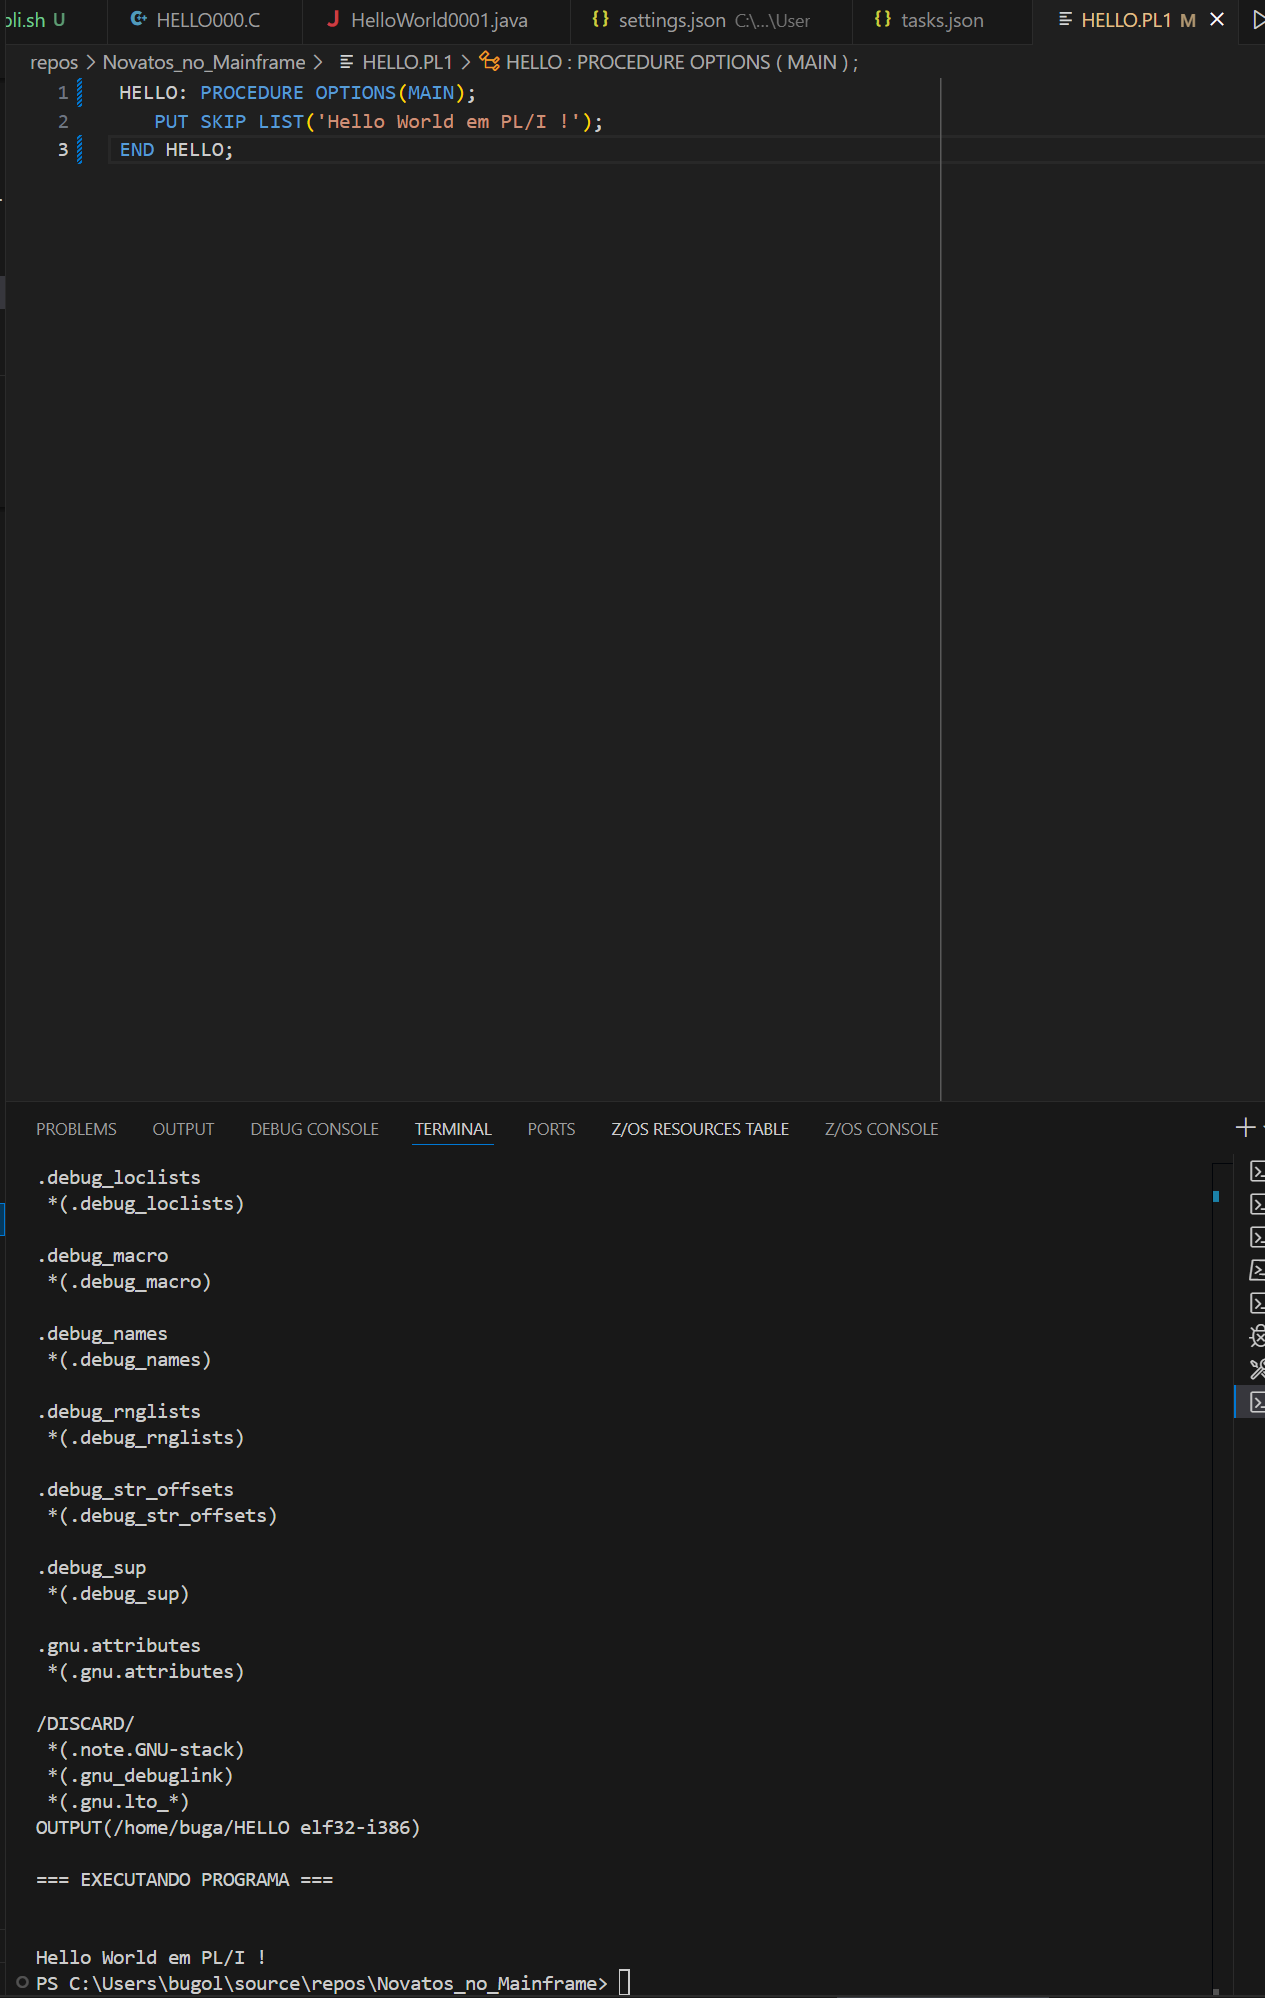 oli.sh U HELLO000.C HelloWorld0001.java {} settings.json C:\...\User {} tasks.json HELLO.PL1 M
repos > Novatos_no_Mainframe > HELLO.PL1 > HELLO : PROCEDURE OPTIONS ( MAIN ) ;
1 HELLO: PROCEDURE OPTIONS(MAIN);
2 PUT SKIP LIST('Hello World em PL/I !');
3 END HELLO;
PROBLEMS OUTPUT DEBUG CONSOLE TERMINAL PORTS Z/OS RESOURCES TABLE Z/OS CONSOLE
.debug_loclists
*(.debug_loclists)
.debug_macro
*(.debug_macro)
.debug_names
*(.debug_names)
.debug_rnglists
*(.debug_rnglists)
.debug_str_offsets
*(.debug_str_offsets)
.debug_sup
*(.debug_sup)
.gnu.attributes
*(.gnu.attributes)
/DISCARD/
*(.note.GNU-stack)
*(.gnu_debuglink)
*(.gnu.lto_*)
OUTPUT(/home/buga/HELLO elf32-i386)
=== EXECUTANDO PROGRAMA ===
Hello World em PL/I !
PS C:\Users\bugol\source\repos\Novatos_no_Mainframe>